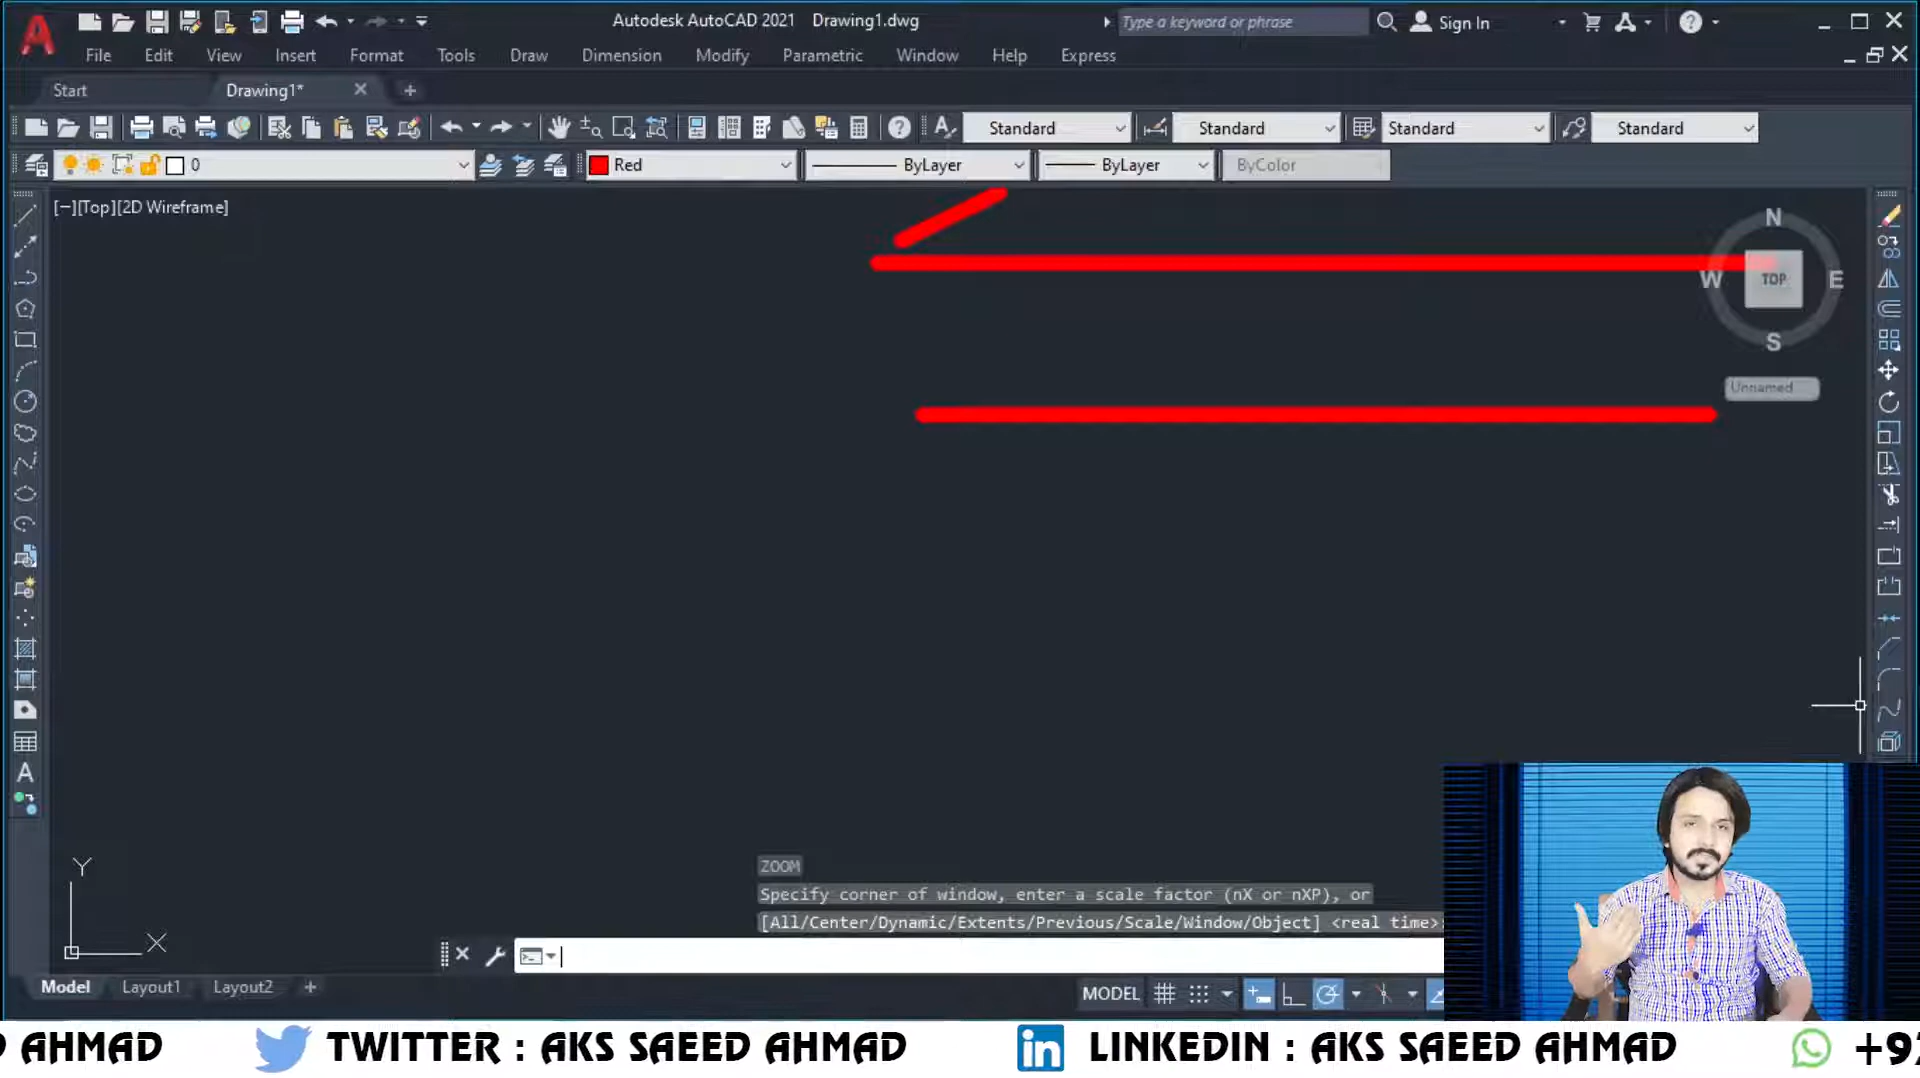 Autodesk AutoCAD 2021 Drawing1.dwg
Type a keyword or phrase
Sign In
File Edit View Insert Format Tools Draw Dimension Modify Parametric Window Help Express
Start Drawing1*
Standard Standard Standard Standard
0 Red ByLayer ByLayer ByColor
[−][Top][2D Wireframe]
N
W TOP E
S
Unnamed
A
Y
X
ZOOM
Specify corner of window, enter a scale factor (nX or nXP), or
[All/Center/Dynamic/Extents/Previous/Scale/Window/Object] <real time>:
Model Layout1 Layout2 +
MODEL
AHMAD TWITTER : AKS SAEED AHMAD in LINKEDIN : AKS SAEED AHMAD